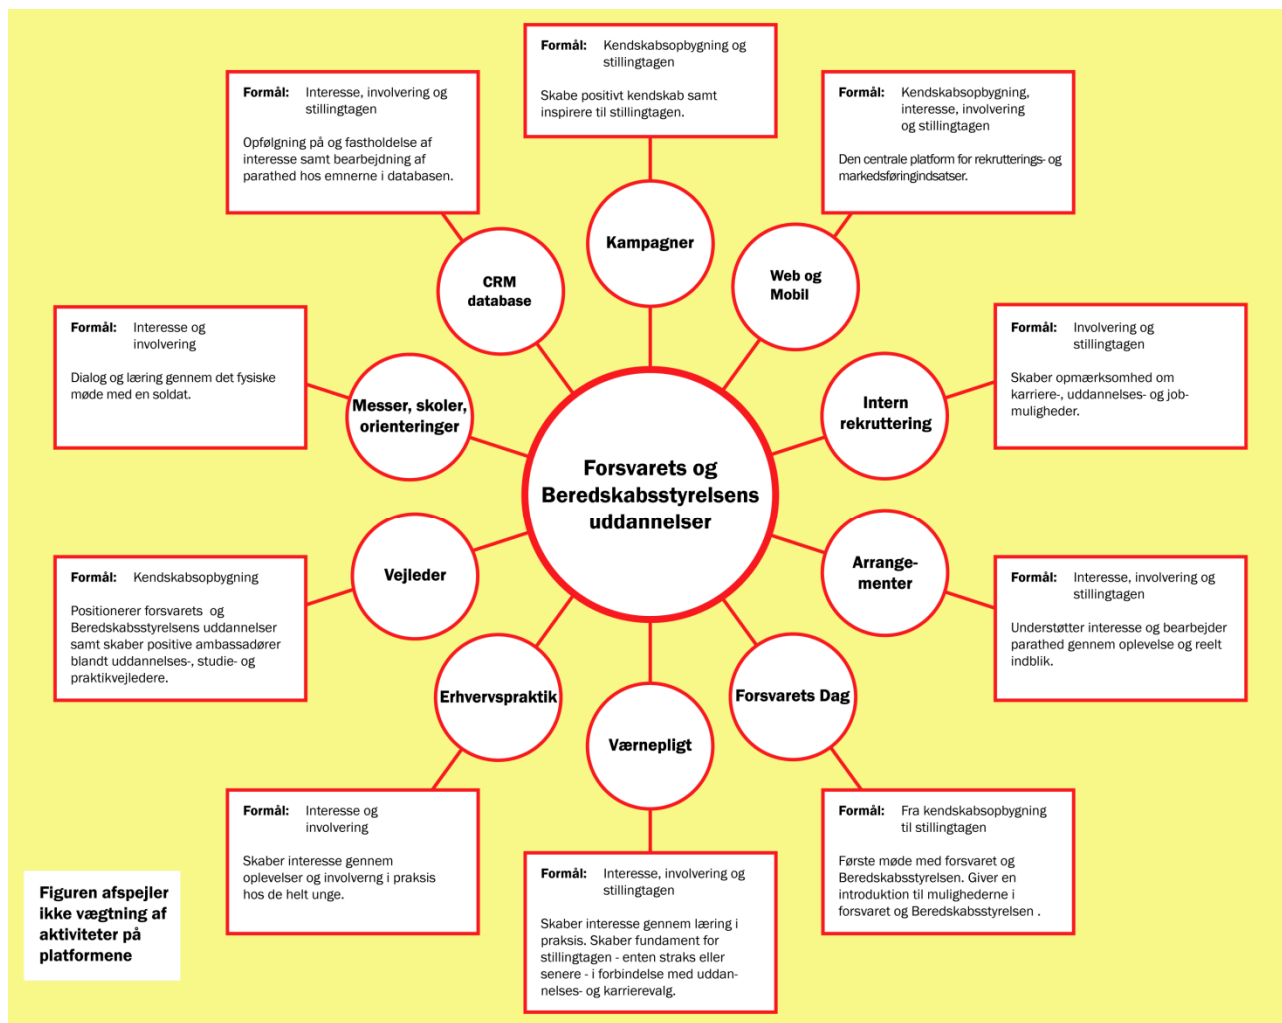 Formål: Kendskabsopbygning og
stillingtagen
Skabe positivt kendskab samt
inspirere til stillingtagen.
Kampagner
Formål: Kendskabsopbygning,
interesse, involvering
og stillingtagen
Den centrale platform for rekrutterings- og
markedsføringindsatser.
Web og
Mobil
Formål: Involvering og
stillingtagen
Skaber opmærksomhed om
karriere-, uddannelses- og job-
muligheder.
Intern
rekruttering
Formål: Interesse, involvering og
stillingtagen
Understøtter interesse og bearbejder
parathed gennem oplevelse og reelt
indblik.
Arrange-
menter
Formål: Fra kendskabsopbygning
til stillingtagen
Første møde med forsvaret og
Beredskabsstyrelsen. Giver en
introduktion til mulighederne i
forsvaret og Beredskabsstyrelsen .
Forsvarets Dag
Formål: Interesse, involvering og
stillingtagen
Skaber interesse gennem læring i
praksis. Skaber fundament for
stillingtagen - enten straks eller
senere - i forbindelse med uddan-
nelses- og karrierevalg.
Værnepligt
Formål: Interesse og
involvering
Skaber interesse gennem
oplevelser og involverng i praksis
hos de helt unge.
Erhvervspraktik
Formål: Kendskabsopbygning
Positionerer forsvarets og
Beredskabsstyrelsens uddannelser
samt skaber positive ambassadører
blandt uddannelses-, studie- og
praktikvejledere.
Vejleder
Formål: Interesse og
involvering
Dialog og læring gennem det fysiske
møde med en soldat.
Messer, skoler,
orienteringer
Formål: Interesse, involvering og
stillingtagen
Opfølgning på og fastholdelse af
interesse samt bearbejdning af
parathed hos emnerne i databasen.
CRM
database
Forsvarets og
Beredskabsstyrelsens
uddannelser
Figuren afspejler
ikke vægtning af
aktiviteter på
platformene